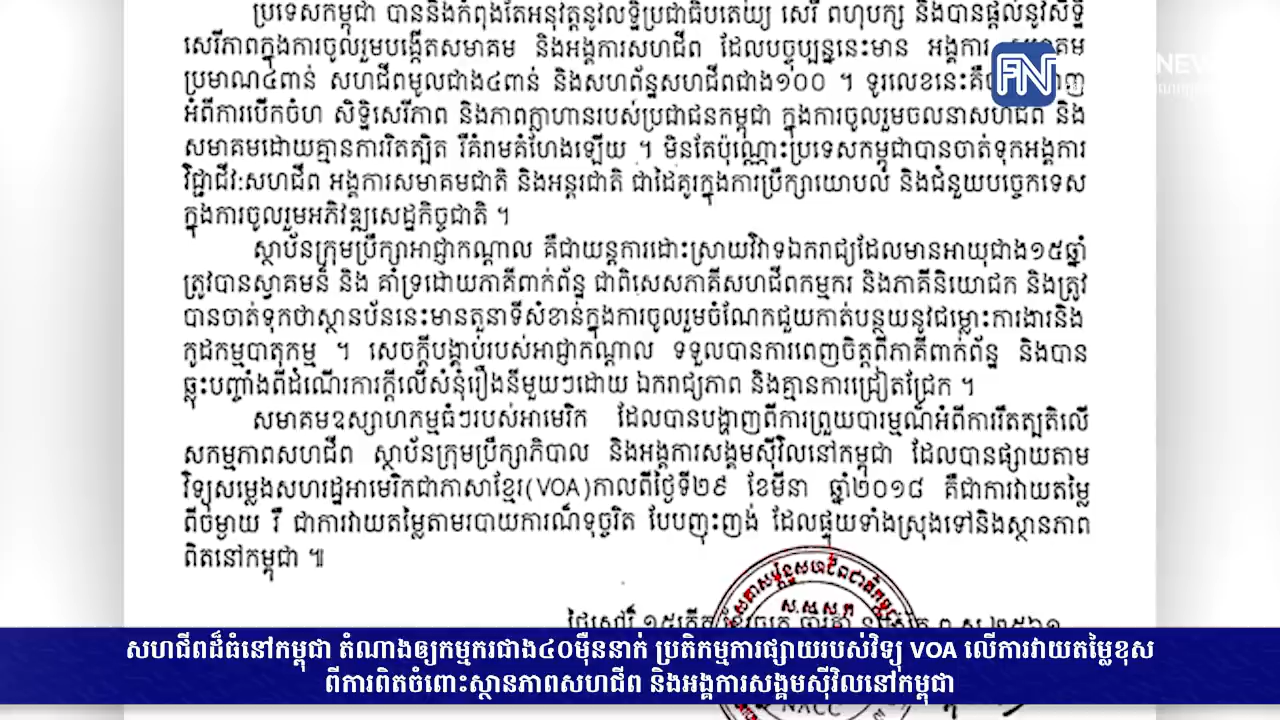 ប្រទេសកម្ពុជា បាននិងកំពុងតែអនុវត្តនូវលទ្ធិប្រជាធិបតេយ្យ សេរី ពហុបក្ស និងបានផ្តល់នូវសិទ្ធិ
សេរីភាពក្នុងការចូលរួមបង្កើតសមាគម និងអង្គការសហជីព ដែលបច្ចុប្បន្ននេះមាន អង្គការ សមាគម
ប្រមាណ៤ពាន់ សហជីពមូលជាង៤ពាន់ និងសហព័ន្ធសហជីពជាង១០០ ។ ទូរលេខនេះគឺ
អំពីការបើកចំហ សិទ្ធិសេរីភាព និងភាពក្លាហានរបស់ប្រជាជនកម្ពុជា ក្នុងការចូលរួមចលនាសហជីព និង
សមាគមដោយគ្មានការរិតត្បិត រឺគំរាមគំហែងឡើយ ។ មិនតែប៉ុណ្ណោះប្រទេសកម្ពុជាបានចាត់ទុកអង្គការ
វិជ្ជាជីវៈសហជីព អង្គការសមាគមជាតិ និងអន្តរជាតិ ជាដៃគូរក្នុងការប្រឹក្សាយោបល់ និងជំនួយបច្ចេកទេស
ក្នុងការចូលរួមអភិវឌ្ឍសេដ្ឋកិច្ចជាតិ ។
ស្ថាប័នក្រុមប្រឹក្សាអាជ្ញាកណ្តាល គឺជាយន្តការដោះស្រាយវិវាទឯករាជ្យដែលមានអាយុជាង១៥ឆ្នាំ
ត្រូវបានស្វាគមន៍ និង គាំទ្រដោយភាគីពាក់ព័ន្ធ ជាពិសេសភាគីសហជីពកម្មករ និងភាគីនិយោជក និងត្រូវ
បានចាត់ទុកថាស្ថានប័ននេះមានតួនាទីសំខាន់ក្នុងការចូលរួមចំណែកជួយកាត់បន្ថយនូវជម្លោះការងារនិង
កូដកម្មបាតុកម្ម ។ សេចក្តីបង្គាប់របស់អាជ្ញាកណ្តាល ទទួលបានការពេញចិត្តពីភាគីពាក់ព័ន្ធ និងបាន
ឆ្លុះបញ្ចាំងពីដំណើរការក្តីលើសំនុំរឿងនីមួយៗដោយ ឯករាជ្យភាព និងគ្មានការជ្រៀតជ្រែក ។
សមាគមឧស្សាហកម្មធំៗរបស់អាមេរិក ដែលបានបង្ហាញពីការព្រួយបារម្មណ៍អំពីការរឹតត្បតិលើ
សកម្មភាពសហជីព ស្ថាប័នក្រុមប្រឹក្សាភិបាល និងអង្គការសង្គមស៊ីវិលនៅកម្ពុជា ដែលបានផ្សាយតាម
វិទ្យុសម្លេងសហរដ្ឋអាមេរិកជាភាសាខ្មែរ(VOA)កាលពីថ្ងៃទី២៩ ខែមីនា ឆ្នាំ២០១៨ គឺជាការវាយតម្លៃ
ពីចម្ងាយ រឺ ជាការវាយតម្លៃតាមរបាយការណ៍ទុច្ចរិត បែបញុះញង់ ដែលផ្ទុយទាំងស្រុងទៅនិងស្ថានភាព
ពិតនៅកម្ពុជា ៕
ស.ស.ស.ក
NACC
FN
NEW
សហជីពដ៏ធំនៅកម្ពុជា តំណាងឲ្យកម្មករជាង៤០ម៉ឺននាក់ ប្រតិកម្មការផ្សាយរបស់វិទ្យុ VOA លើការវាយតម្លៃខុស
ពីការពិតចំពោះស្ថានភាពសហជីព និងអង្គការសង្គមស៊ីវិលនៅកម្ពុជា